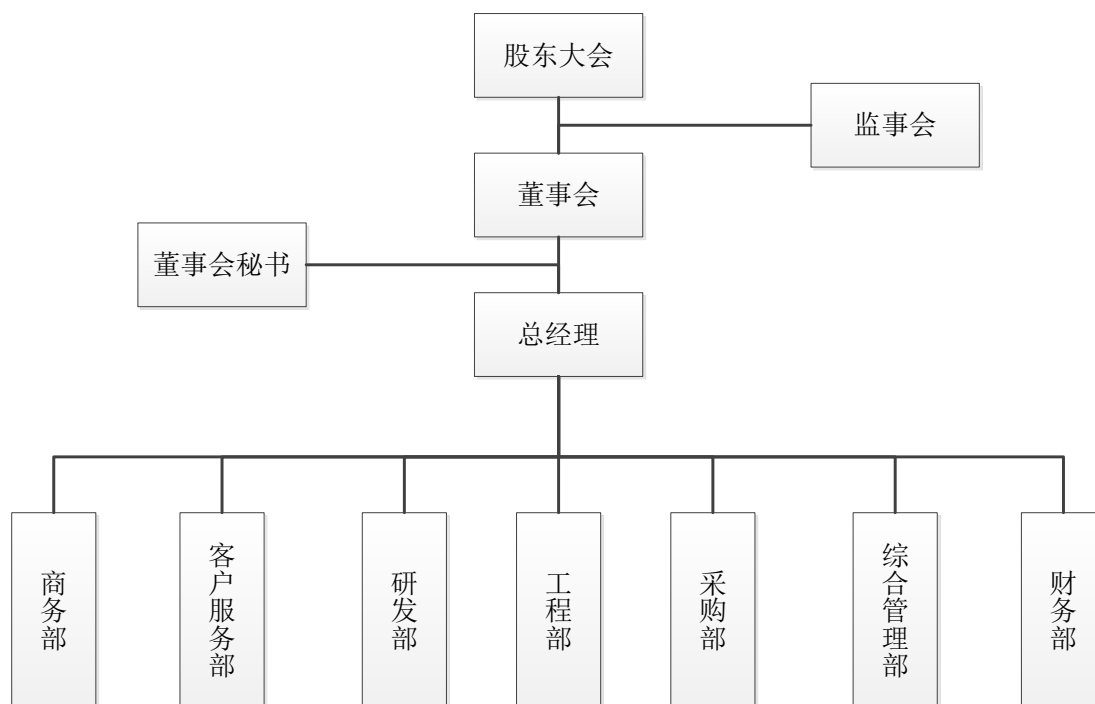 股东大会
监事会
董事会
董事会秘书
总经理
商务部
客户服务部
研发部
工程部
采购部
综合管理部
财务部